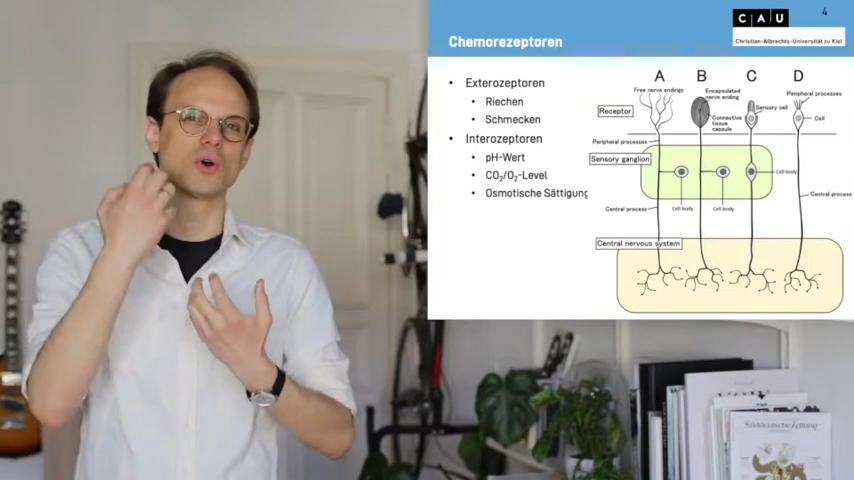 4
C A U
Christian-Albrechts-Universität zu Kiel
Chemorezeptoren
• Exterozeptoren
• Riechen
• Schmecken
• Interozeptoren
• pH-Wert
• CO₂/O₂-Level
• Osmotische Sättigung
A B C D
Free nerve endings
Encapsulated
nerve ending
Peripheral processes
Receptor
Sensory cell
Connective
tissue
capsule
Cell
Peripheral processes
Sensory ganglion
Cell body
Central process
Cell body
Cell body
Central process
Central nervous system
Süddeutsche Zeitung